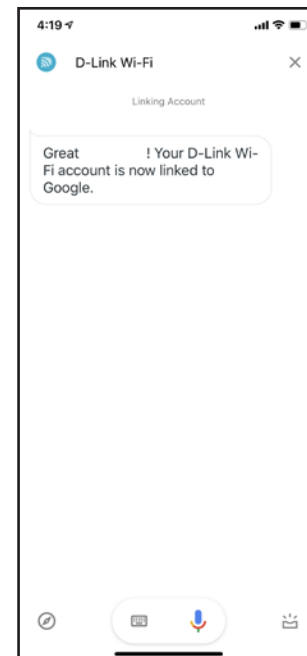 4:19
D-Link Wi-Fi
Linking Account
Great ! Your D-Link Wi-
Fi account is now linked to
Google.